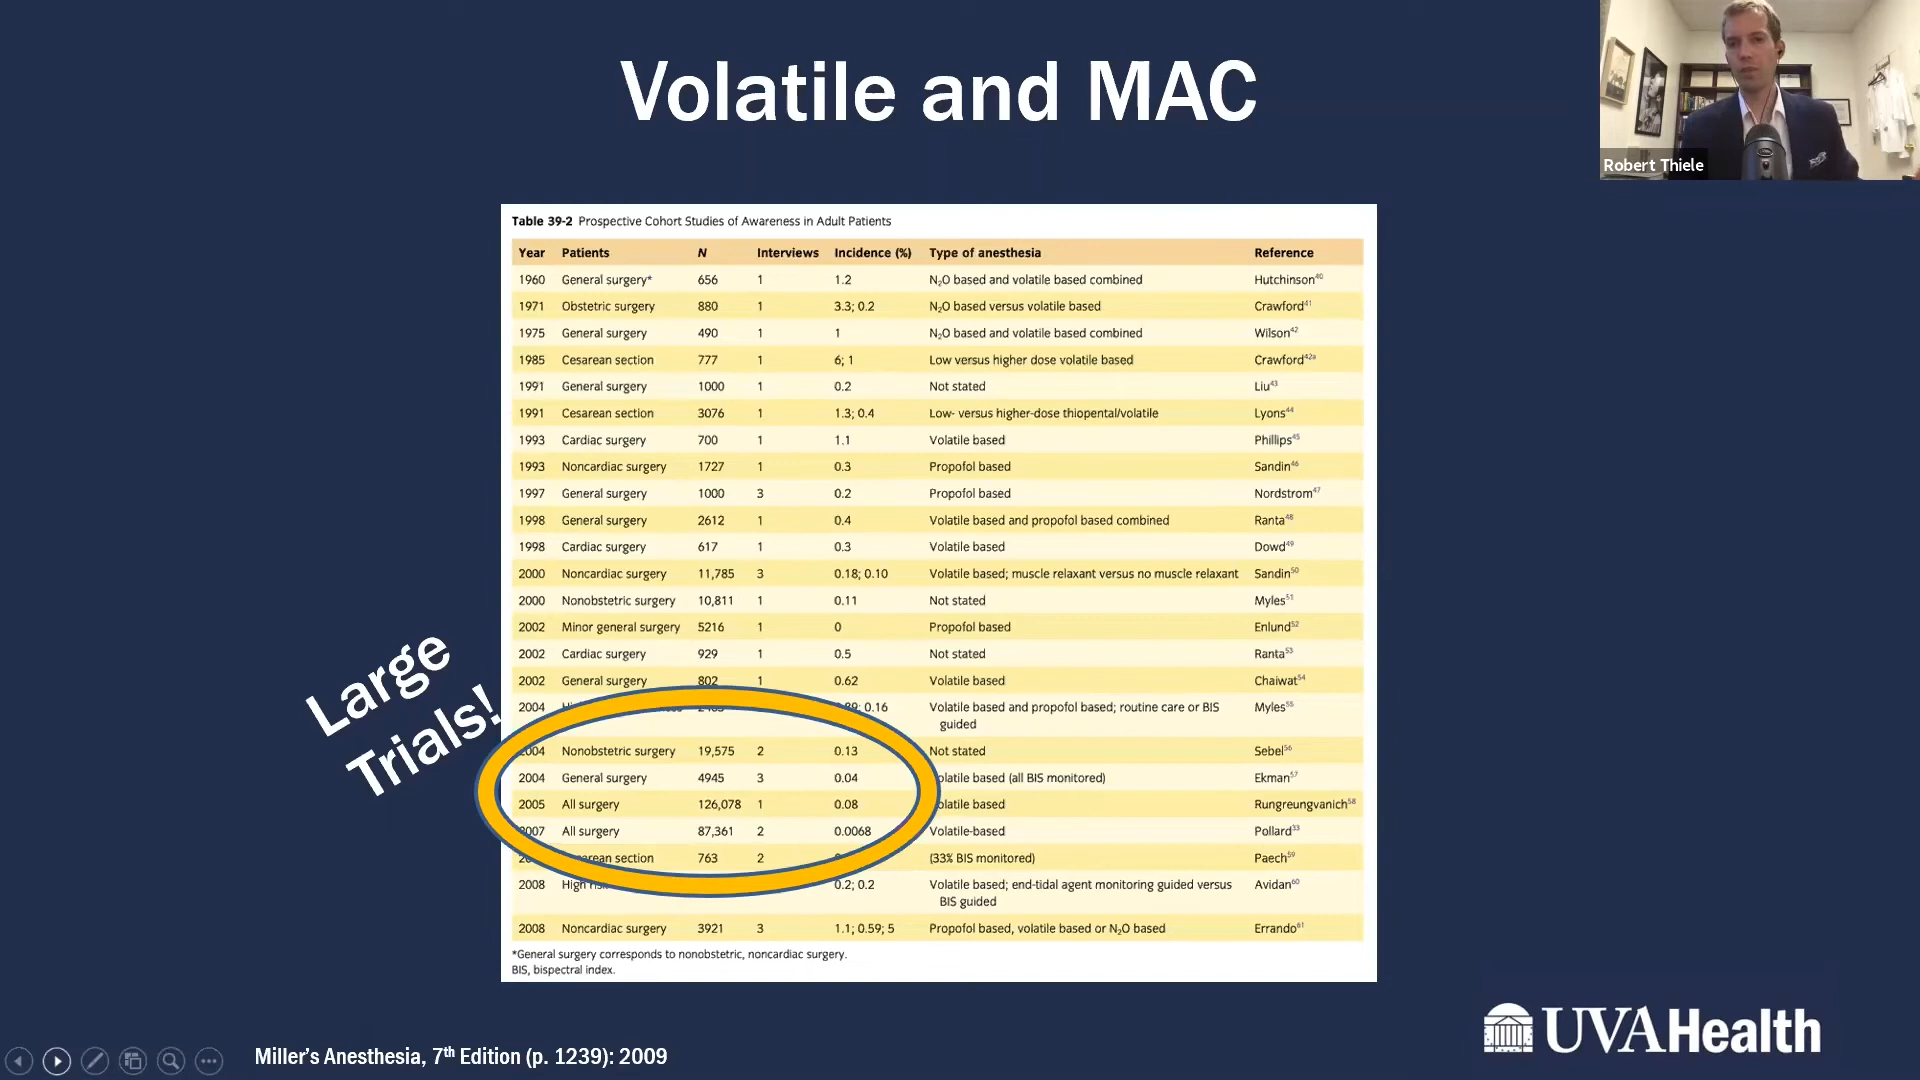 Volatile and MAC
Robert Thiele
Table 39-2 Prospective Cohort Studies of Awareness in Adult Patients
Year Patients N Interviews Incidence (%) Type of anesthesia Reference
1960 General surgery* 656 1 1.2 N₂O based and volatile based combined Hutchinson⁴⁰
1971 Obstetric surgery 880 1 3.3; 0.2 N₂O based versus volatile based Crawford⁴¹
1975 General surgery 490 1 1 N₂O based and volatile based combined Wilson⁴²
1985 Cesarean section 777 1 6; 1 Low versus higher dose volatile based Crawford⁴²ᵃ
1991 General surgery 1000 1 0.2 Not stated Liu⁴³
1991 Cesarean section 3076 1 1.3; 0.4 Low- versus higher-dose thiopental/volatile Lyons⁴⁴
1993 Cardiac surgery 700 1 1.1 Volatile based Phillips⁴⁵
1993 Noncardiac surgery 1727 1 0.3 Propofol based Sandin⁴⁶
1997 General surgery 1000 3 0.2 Propofol based Nordstrom⁴⁷
1998 General surgery 2612 1 0.4 Volatile based and propofol based combined Ranta⁴⁸
1998 Cardiac surgery 617 1 0.3 Volatile based Dowd⁴⁹
2000 Noncardiac surgery 11,785 3 0.18; 0.10 Volatile based; muscle relaxant versus no muscle relaxant Sandin⁵⁰
2000 Nonobstetric surgery 10,811 1 0.11 Not stated Myles⁵¹
2002 Minor general surgery 5216 1 0 Propofol based Enlund⁵²
2002 Cardiac surgery 929 1 0.5 Not stated Ranta⁵³
2002 General surgery 802 1 0.62 Volatile based Chaiwat⁵⁴
2004 0.16 Volatile based and propofol based; routine care or BIS Myles⁵⁵
guided
2004 Nonobstetric surgery 19,575 2 0.13 Not stated Sebel⁵⁶
2004 General surgery 4945 3 0.04 Volatile based (all BIS monitored) Ekman⁵⁷
2005 All surgery 126,078 1 0.08 Volatile based Rungreungvanich⁵⁸
2007 All surgery 87,361 2 0.0068 Volatile-based Pollard³³
Cesarean section 763 2 (33% BIS monitored) Paech⁵⁹
2008 High 0.2; 0.2 Volatile based; end-tidal agent monitoring guided versus Avidan⁶⁰
BIS guided
2008 Noncardiac surgery 3921 3 1.1; 0.59; 5 Propofol based, volatile based or N₂O based Errando⁶¹
*General surgery corresponds to nonobstetric, noncardiac surgery.
BIS, bispectral index.
Large
Trials!
Miller's Anesthesia, 7th Edition (p. 1239): 2009
UVAHealth